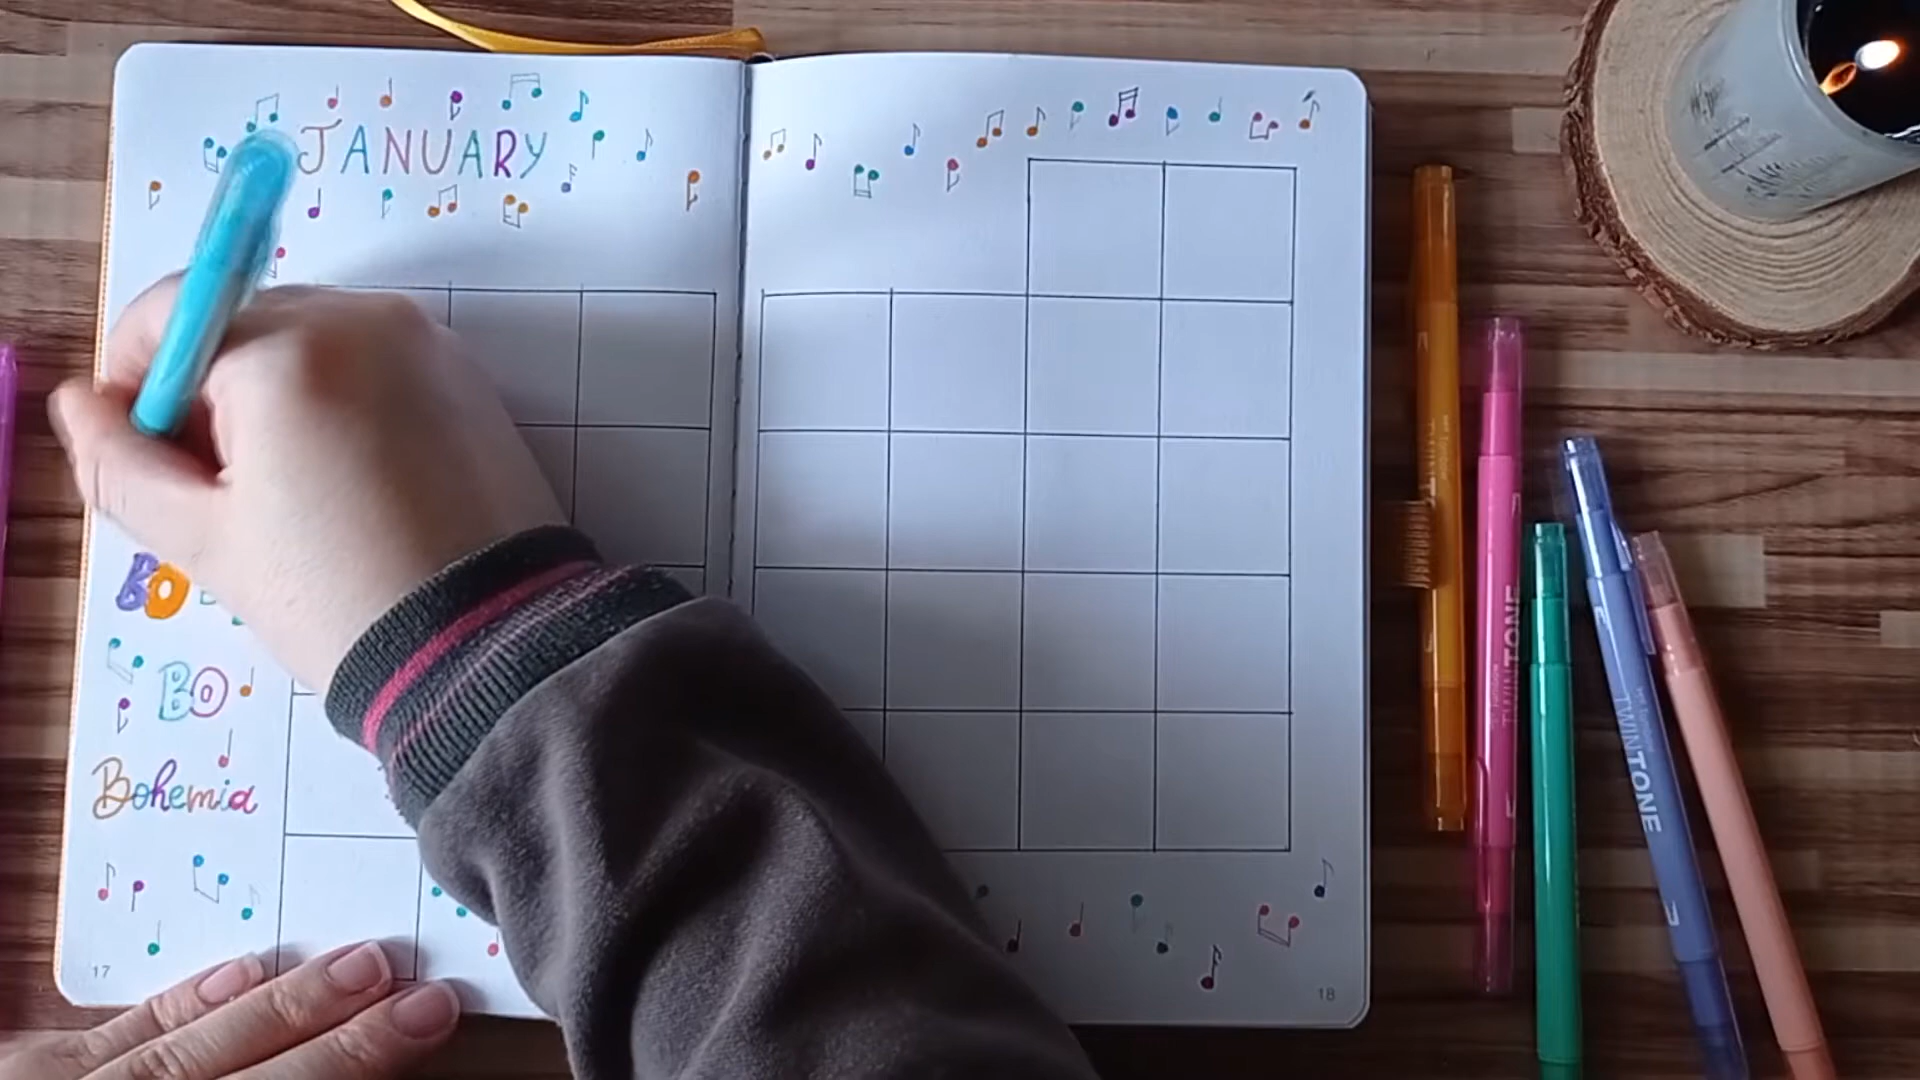 JANUARY
BO
BO
Bohemia
17
18
TWINTONE
TWINTONE